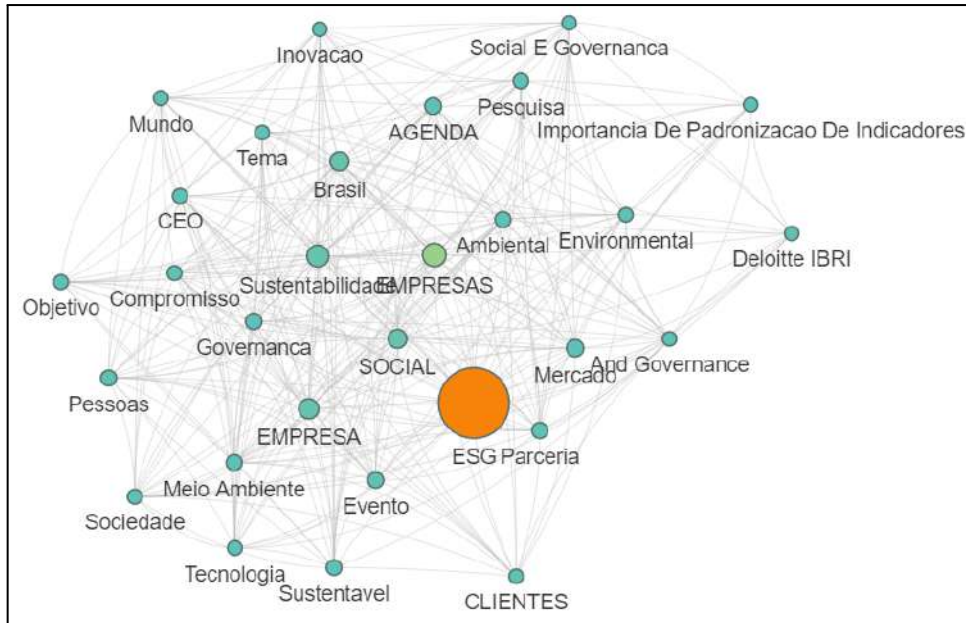 Inovacao
Social E Governanca
Mundo
AGENDA
Pesquisa
Importancia De Padronizacao De Indicadores
Tema
Brasil
CEO
Ambiental
Environmental
Deloitte IBRI
Objetivo
Compromisso
Sustentabilidade
EMPRESAS
Governanca
SOCIAL
Mercado
And Governance
Pessoas
EMPRESA
ESG
Parceria
Meio Ambiente
Evento
Sociedade
Tecnologia
Sustentavel
CLIENTES